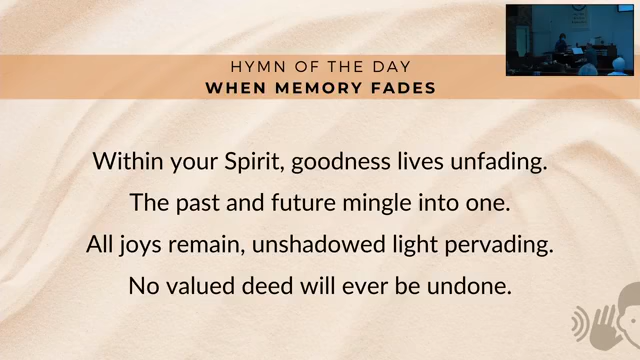 HYMN OF THE DAY
WHEN MEMORY FADES
Within your Spirit, goodness lives unfading.
The past and future mingle into one.
All joys remain, unshadowed light pervading.
No valued deed will ever be undone.